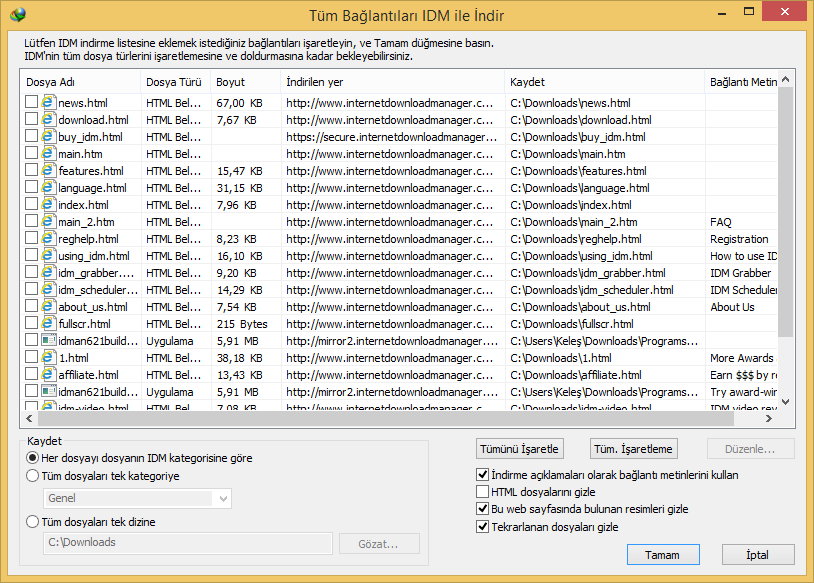 Tüm Bağlantıları IDM ile İndir
Lütfen IDM indirme listesine eklemek istediğiniz bağlantıları işaretleyin, ve Tamam düğmesine basın.
IDM'nin tüm dosya türlerini işaretlemesine ve doldurmasına kadar bekleyebilirsiniz.
Dosya Adı Dosya Türü Boyut İndirilen yer Kaydet Bağlantı Metin
news.html HTML Bel... 67,00 KB http://www.internetdownloadmanager.c... C:\Downloads\news.html
download.html HTML Bel... 7,67 KB http://www.internetdownloadmanager.c... C:\Downloads\download.html
buy_idm.html HTML Bel... https://secure.internetdownloadmanager... C:\Downloads\buy_idm.html
main.htm HTML Bel... http://www.internetdownloadmanager.c... C:\Downloads\main.htm
features.html HTML Bel... 15,47 KB http://www.internetdownloadmanager.c... C:\Downloads\features.html
language.html HTML Bel... 31,15 KB http://www.internetdownloadmanager.c... C:\Downloads\language.html
index.html HTML Bel... 7,96 KB http://www.internetdownloadmanager.c... C:\Downloads\index.html
main_2.htm HTML Bel... http://www.internetdownloadmanager.c... C:\Downloads\main_2.htm FAQ
reghelp.html HTML Bel... 8,23 KB http://www.internetdownloadmanager.c... C:\Downloads\reghelp.html Registration
using_idm.html HTML Bel... 16,10 KB http://www.internetdownloadmanager.c... C:\Downloads\using_idm.html How to use ID
idm_grabber.... HTML Bel... 9,20 KB http://www.internetdownloadmanager.c... C:\Downloads\idm_grabber.html IDM Grabber
idm_scheduler... HTML Bel... 14,29 KB http://www.internetdownloadmanager.c... C:\Downloads\idm_scheduler.html IDM Scheduler
about_us.html HTML Bel... 7,54 KB http://www.internetdownloadmanager.c... C:\Downloads\about_us.html About Us
fullscr.html HTML Bel... 215 Bytes http://www.internetdownloadmanager.c... C:\Downloads\fullscr.html
idman621build... Uygulama 5,91 MB http://mirror2.internetdownloadmanager.... C:\Users\Keleş\Downloads\Programs...
1.html HTML Bel... 38,18 KB http://www.internetdownloadmanager.c... C:\Downloads\1.html More Awards
affiliate.html HTML Bel... 13,43 KB http://www.internetdownloadmanager.c... C:\Downloads\affiliate.html Earn $$$ by re
idman621build... Uygulama 5,91 MB http://mirror2.internetdownloadmanager.... C:\Users\Keleş\Downloads\Programs... Try award-win
idm-video.html HTML Bel... 7,08 KB http://www.internetdownloadmanager.c... C:\Downloads\idm-video.html IDM video rev
Kaydet
Her dosyayı dosyanın IDM kategorisine göre
Tüm dosyaları tek kategoriye
Genel
Tüm dosyaları tek dizine
C:\Downloads Gözat...
Tümünü İşaretle Tüm. İşaretleme Düzenle...
İndirme açıklamaları olarak bağlantı metinlerini kullan
HTML dosyalarını gizle
Bu web sayfasında bulunan resimleri gizle
Tekrarlanan dosyaları gizle
Tamam İptal